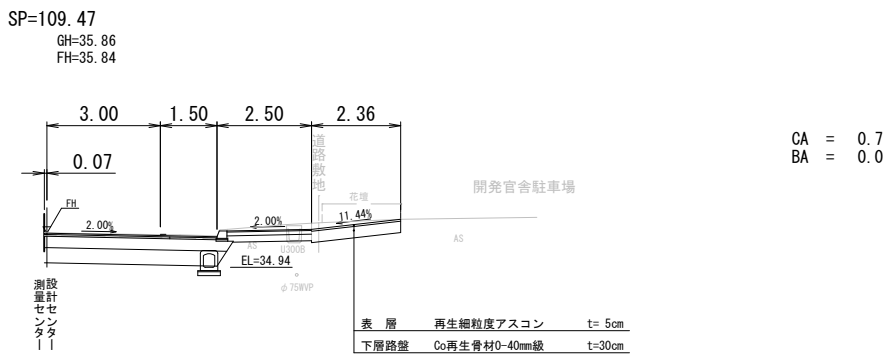 SP=109.47
GH=35.86
FH=35.84
3.00 1.50 2.50 2.36
CA = 0.7
BA = 0.0
0.07
道路敷地
花壇
開発官舎駐車場
FH
2.00%
2.00%
11.44%
AS
U300B
AS
EL=34.94
φ75WVP
測量センター
設計センター
表 層 再生細粒度アスコン t= 5cm
下層路盤 Co再生骨材0-40mm級 t=30cm